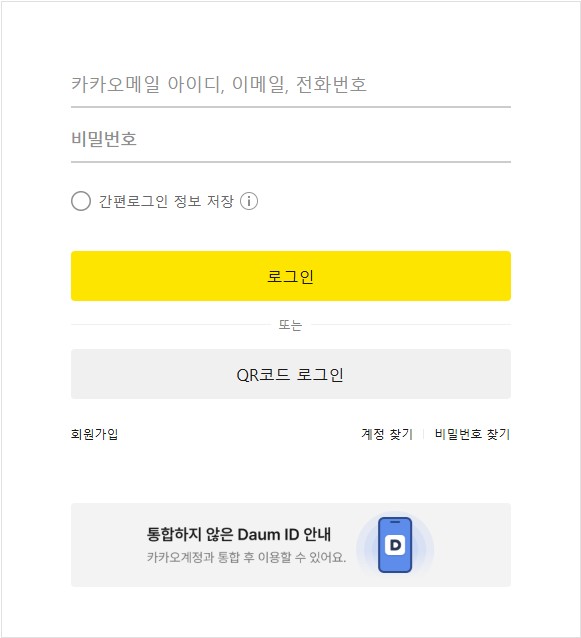 카카오메일 아이디, 이메일, 전화번호
비밀번호
간편로그인 정보 저장
로그인
또는
QR코드 로그인
회원가입 계정 찾기 비밀번호 찾기
통합하지 않은 Daum ID 안내
카카오계정과 통합 후 이용할 수 있어요.
D